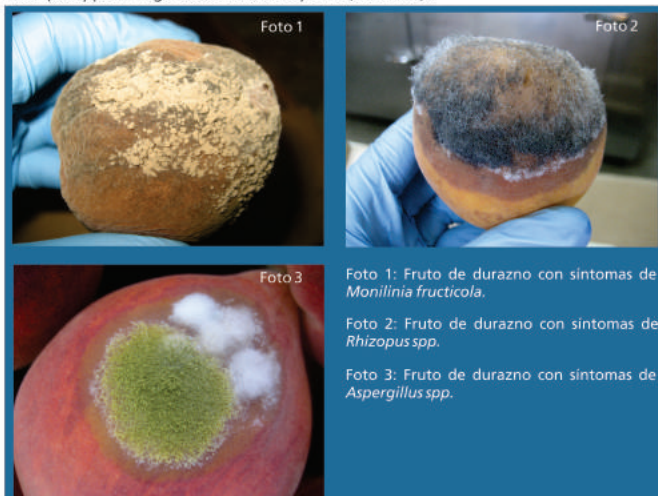 Foto 1
Foto 2
Foto 3
Foto 1: Fruto de durazno con síntomas de
Monilinia fructicola.
Foto 2: Fruto de durazno con síntomas de
Rhizopus spp.
Foto 3: Fruto de durazno con síntomas de
Aspergillus spp.